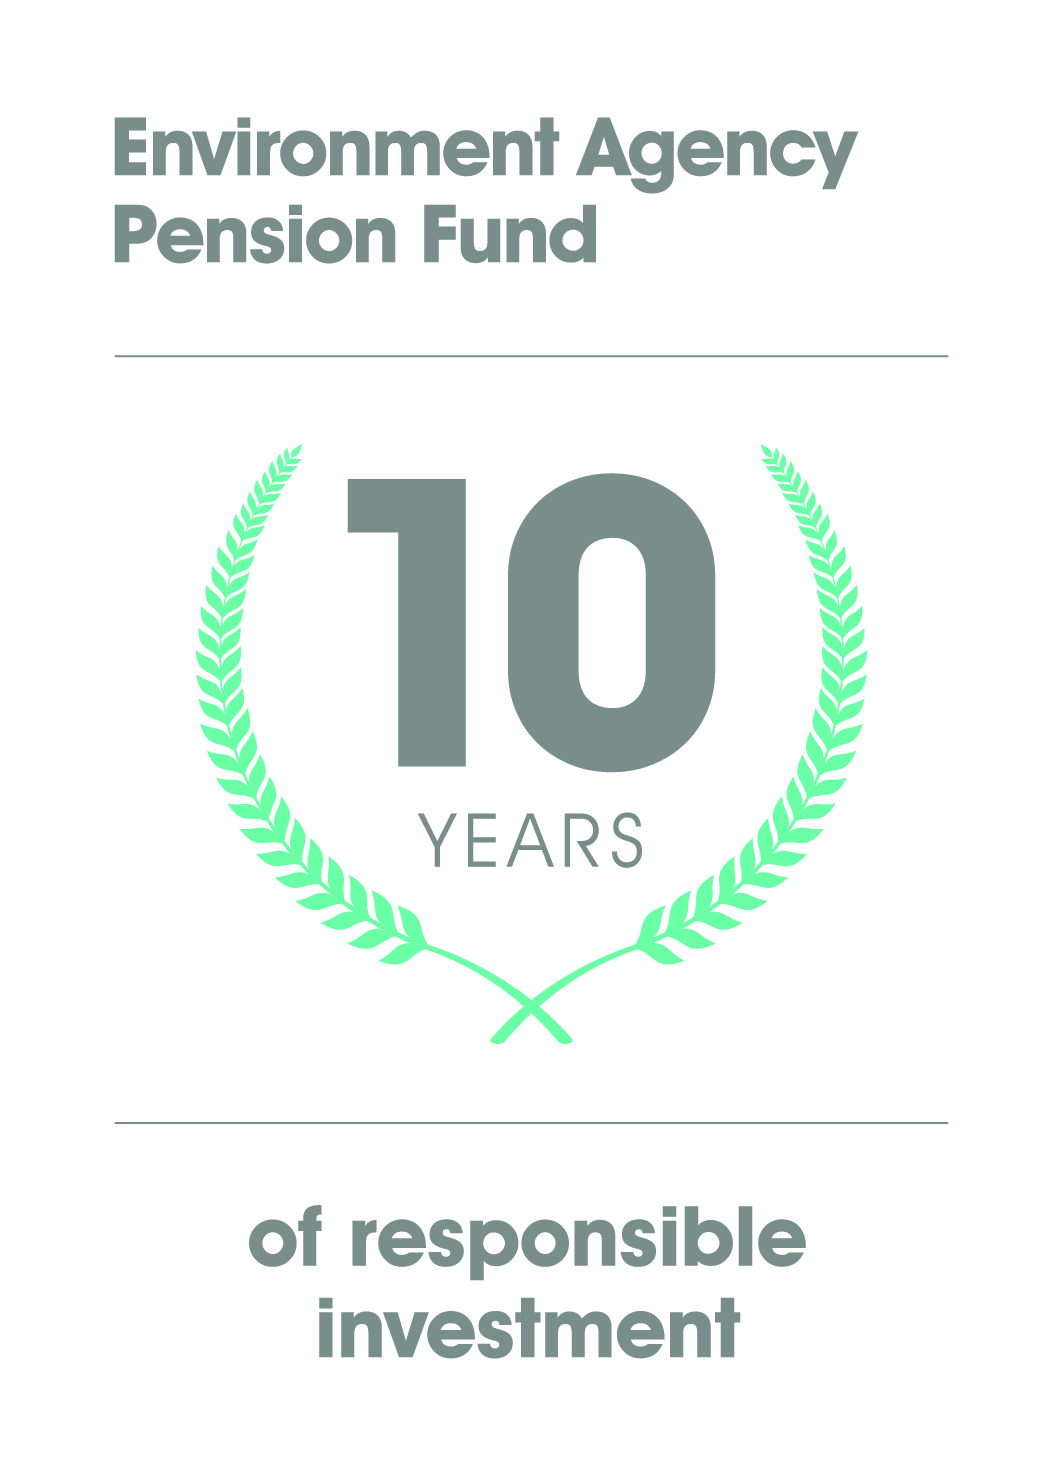 Environment Agency
Pension Fund
10
YEARS
of responsible
investment